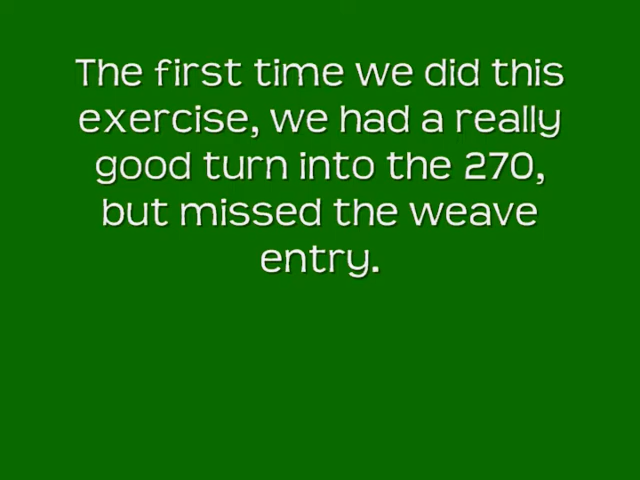 The first time we did this
exercise, we had a really
good turn into the 270,
but missed the weave
entry.